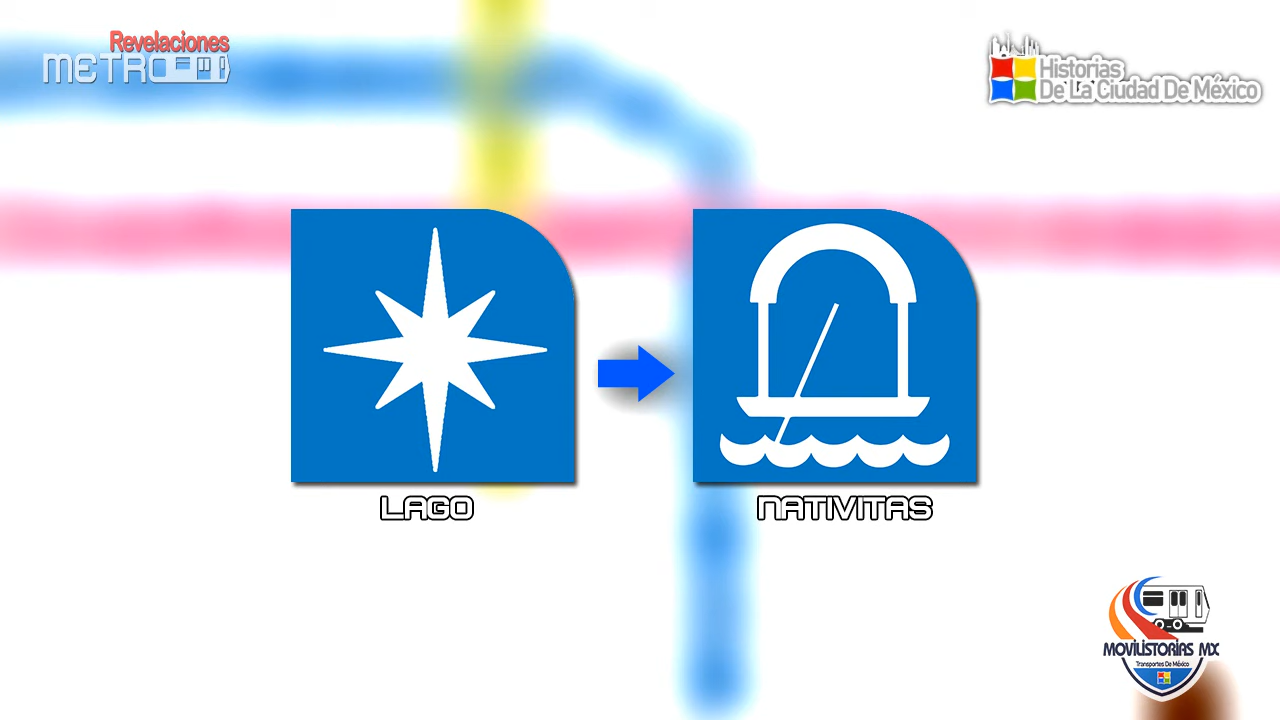 Revelaciones
METRO
Historias
De La Ciudad De México
LAGO
NATIVITAS
MOVILISTORIAS MX
Transportes De México